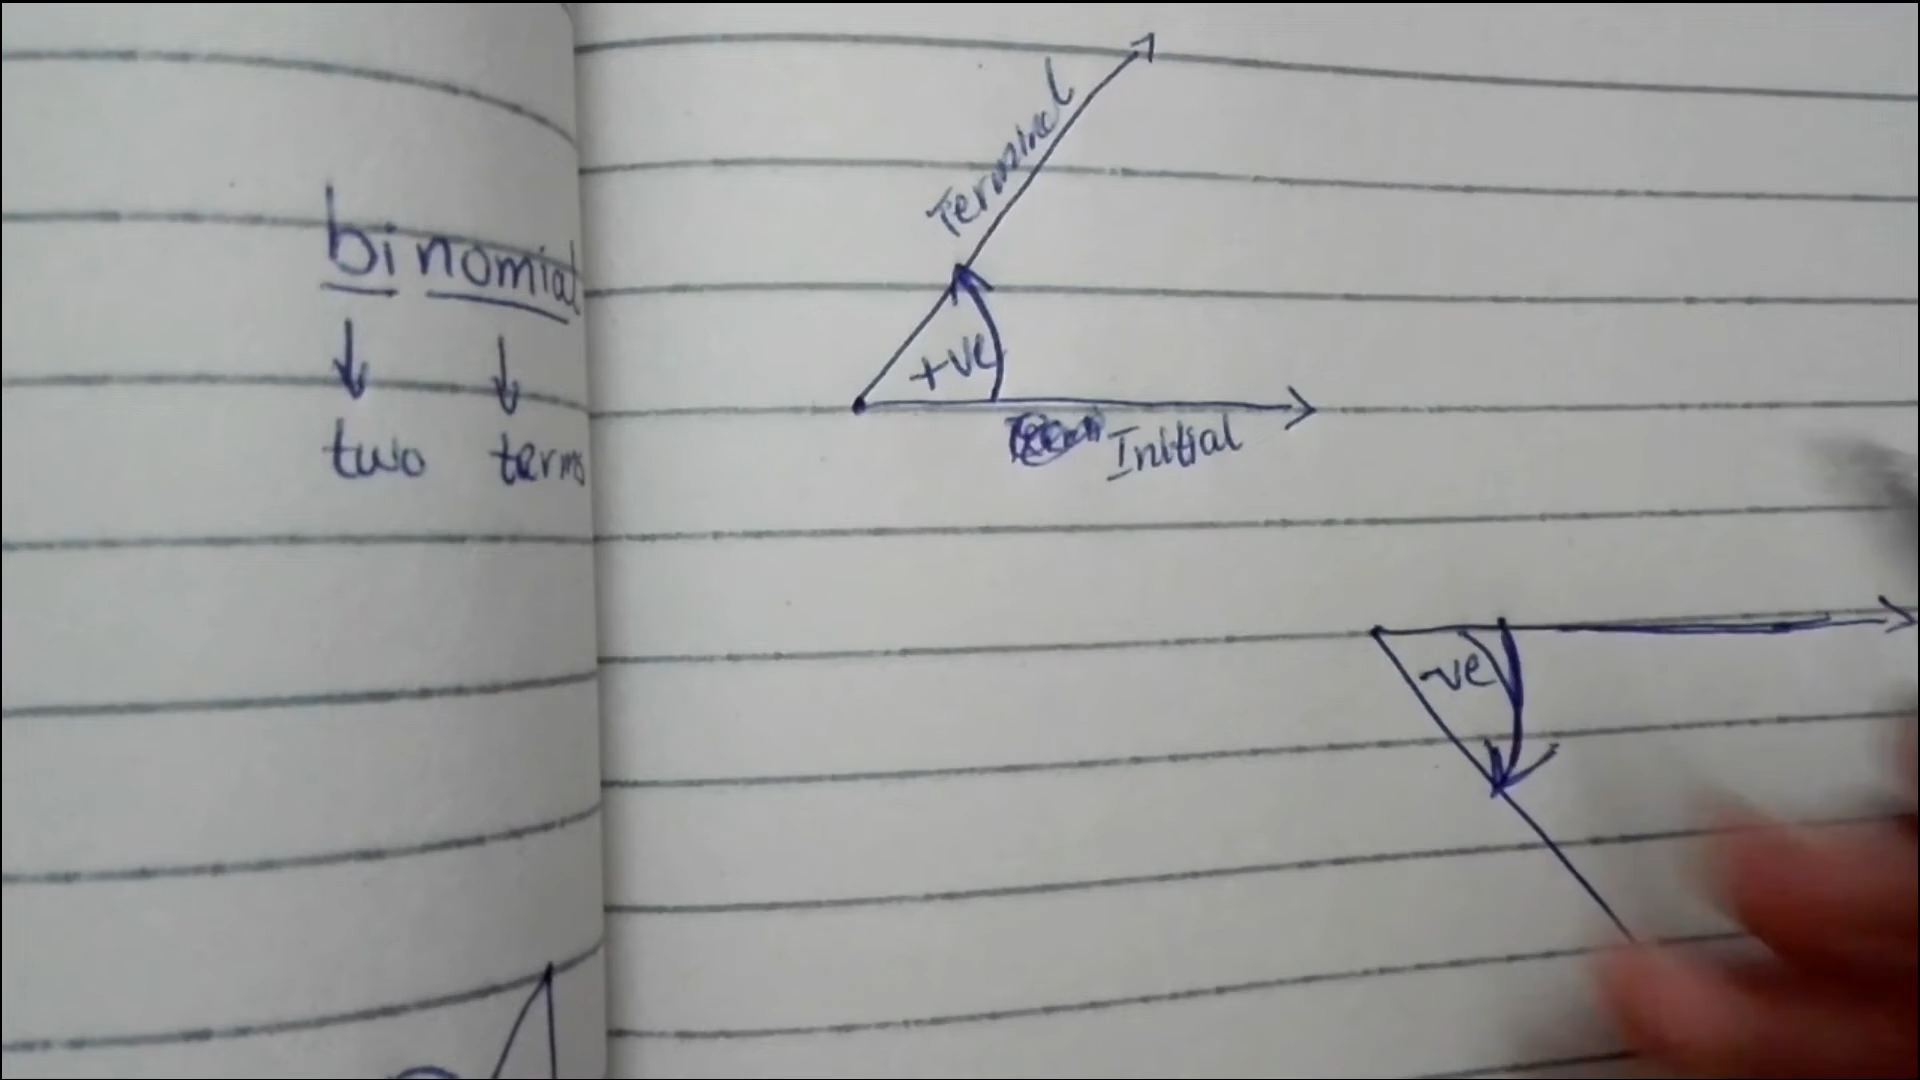 binomial
two terms
Terminal
+ve
Initial
-ve